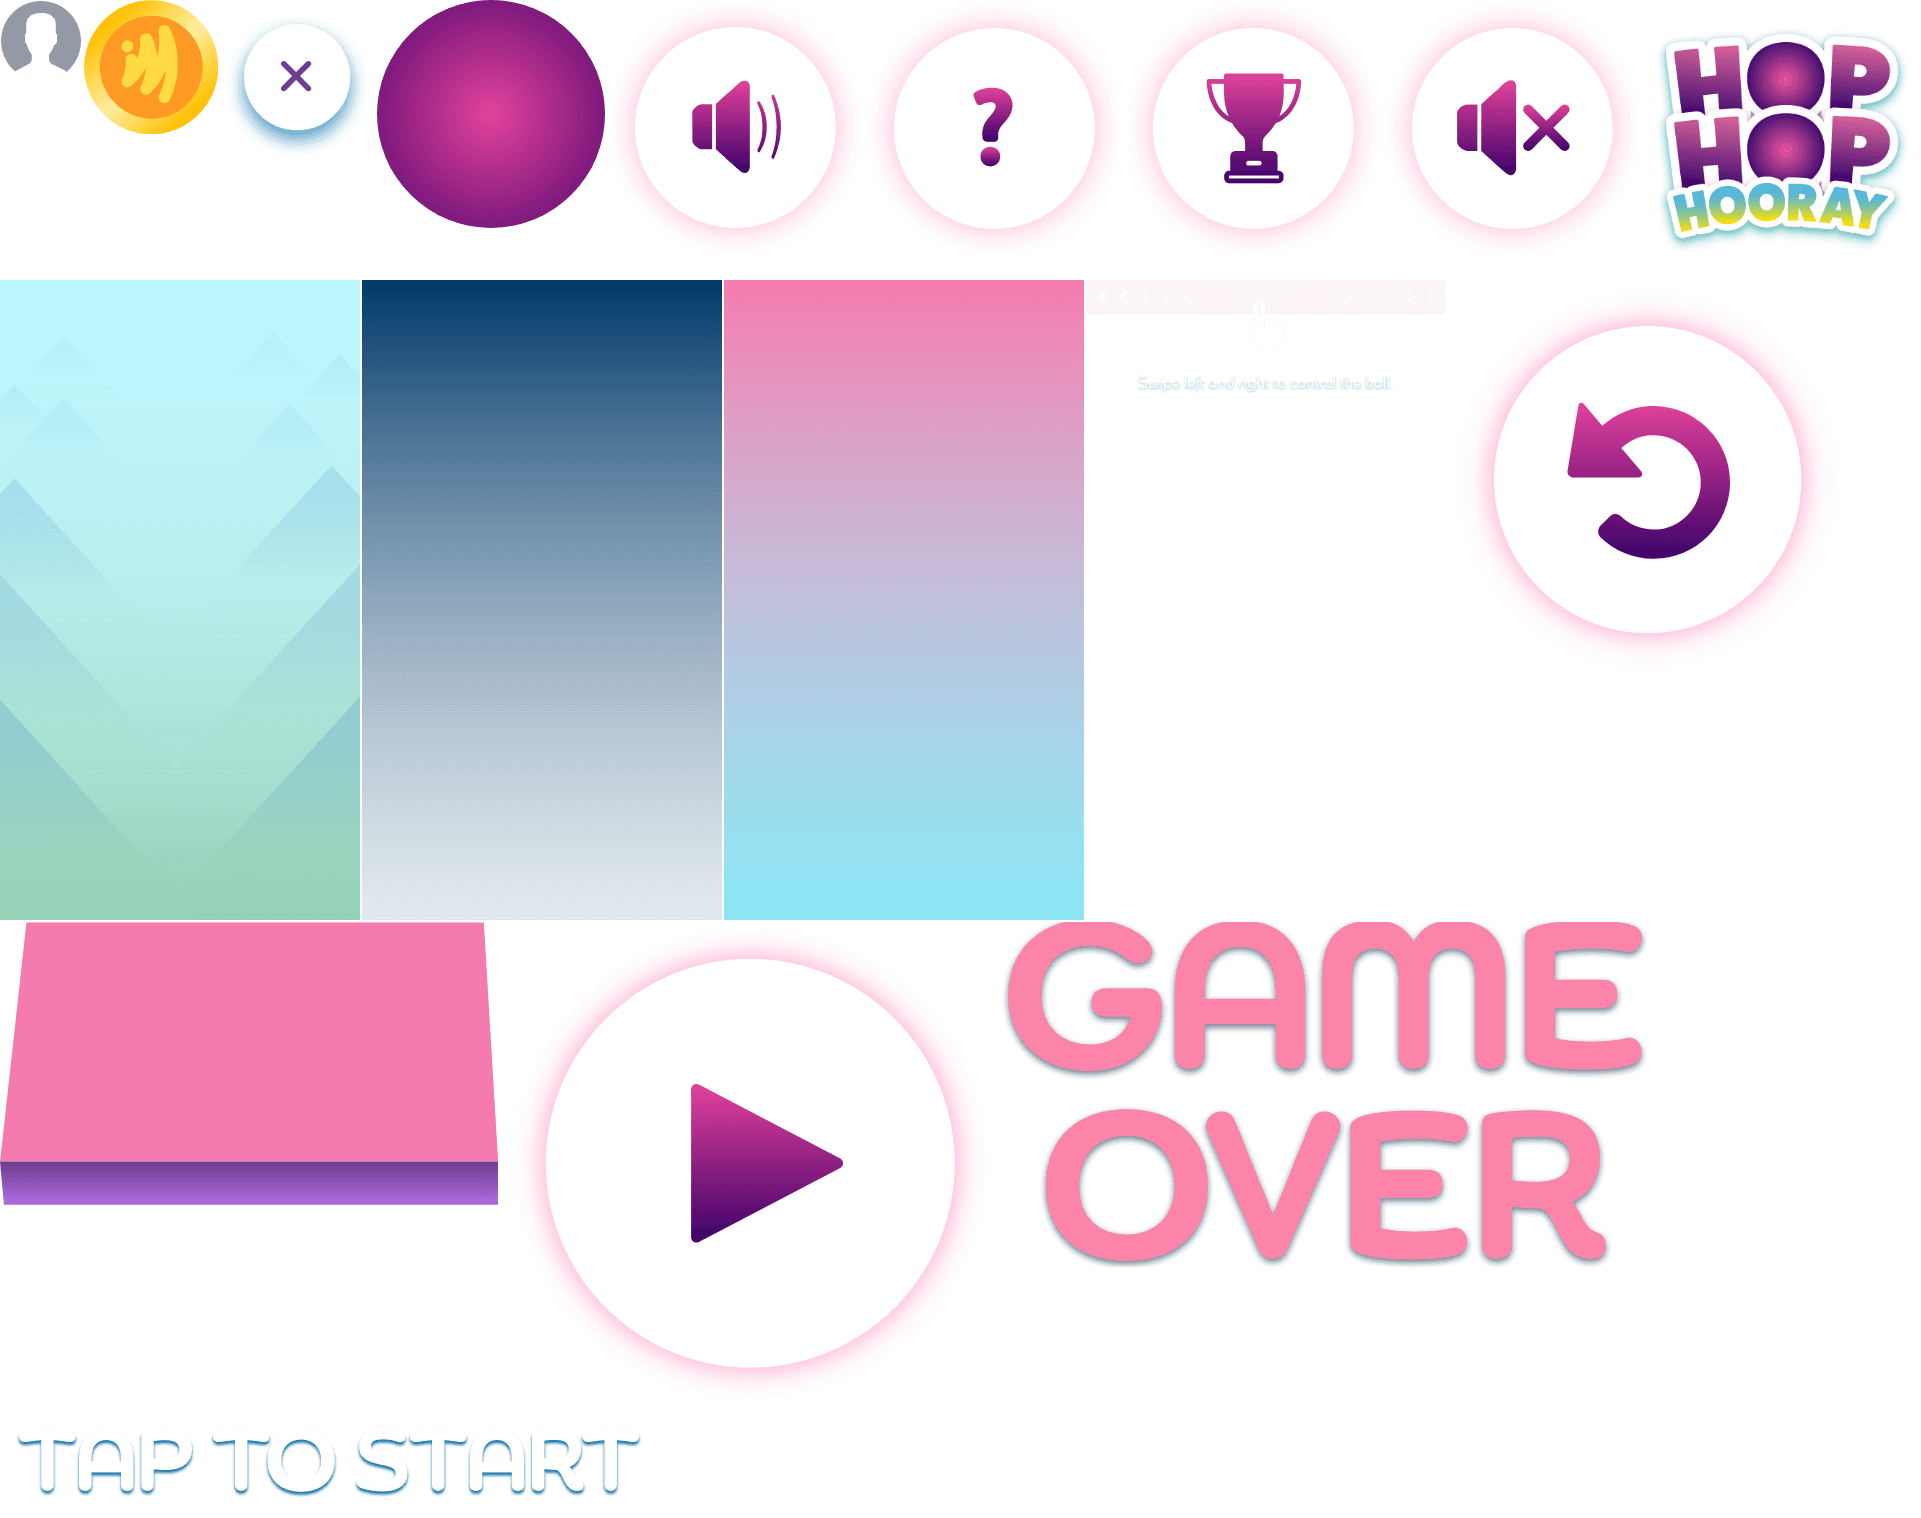 HOP
HOP
HOORAY
Swipe left and right to control the ball.
GAME
OVER
TAP TO START